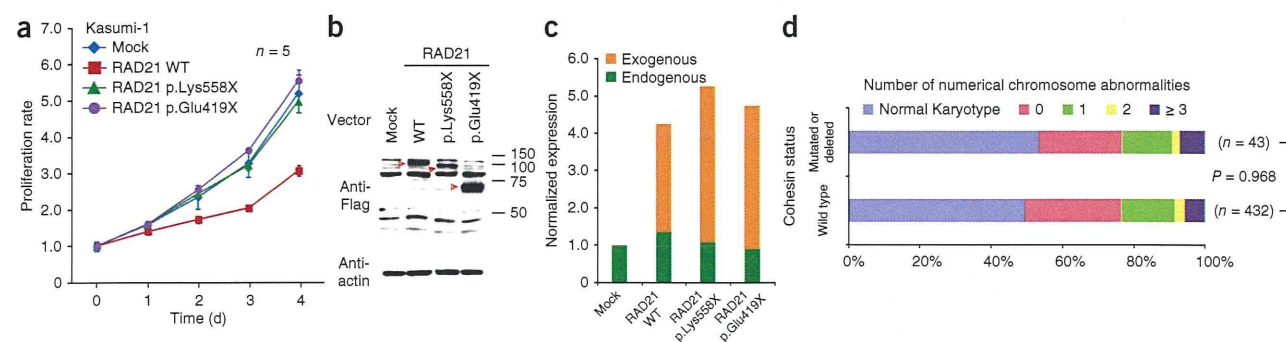 a
7.0
6.0
5.0
4.0
3.0
2.0
1.0
0
Proliferation rate
Kasumi-1
Mock
RAD21 WT
RAD21 p.Lys558X
RAD21 p.Glu419X
n = 5
0
1
2
3
4
Time (d)
b
RAD21
Vector
Mock
WT
p.Lys558X
p.Glu419X
150
100
75
50
Anti-
Flag
Anti-
actin
c
Exogenous
Endogenous
6.0
5.0
4.0
3.0
2.0
1.0
0
Normalized expression
Mock
RAD21
WT
RAD21
p.Lys558X
RAD21
p.Glu419X
d
Number of numerical chromosome abnormalities
Normal Karyotype
0
1
2
≥ 3
Cohesin status
Mutated or
deleted
Wild type
(n = 43)
P = 0.968
(n = 432)
0%
20%
40%
60%
80%
100%